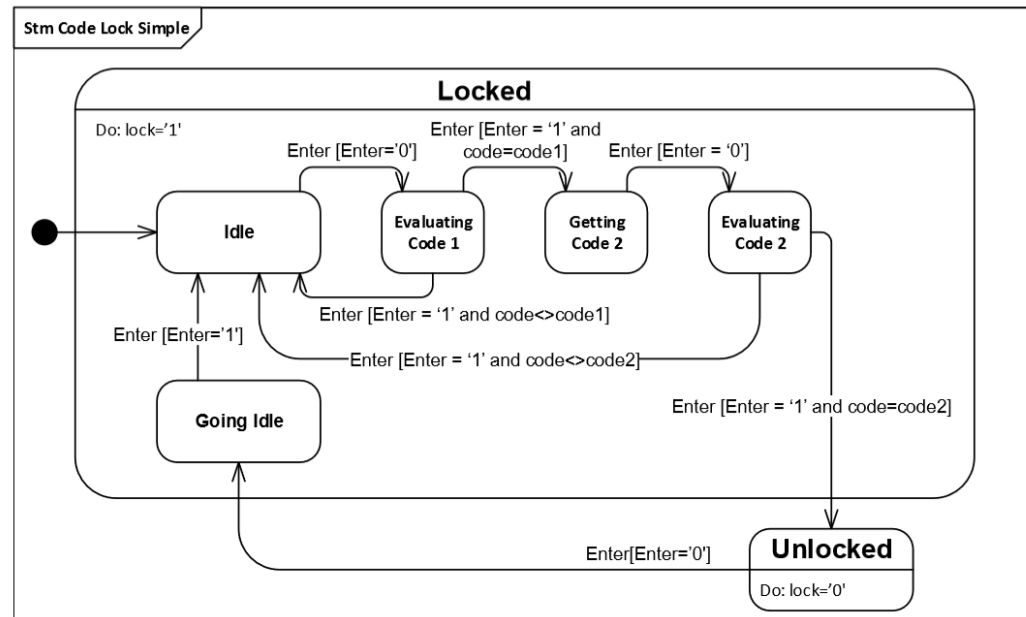 Stm Code Lock Simple
Locked
Do: lock='1'
Enter [Enter = ‘1’ and
code=code1]
Enter [Enter='0']
Enter [Enter = ‘0’]
Idle
Evaluating
Code 1
Getting
Code 2
Evaluating
Code 2
Enter [Enter = ‘1’ and code<>code1]
Enter [Enter='1']
Enter [Enter = ‘1’ and code<>code2]
Enter [Enter = ‘1’ and code=code2]
Going Idle
Unlocked
Enter[Enter='0']
Do: lock='0'